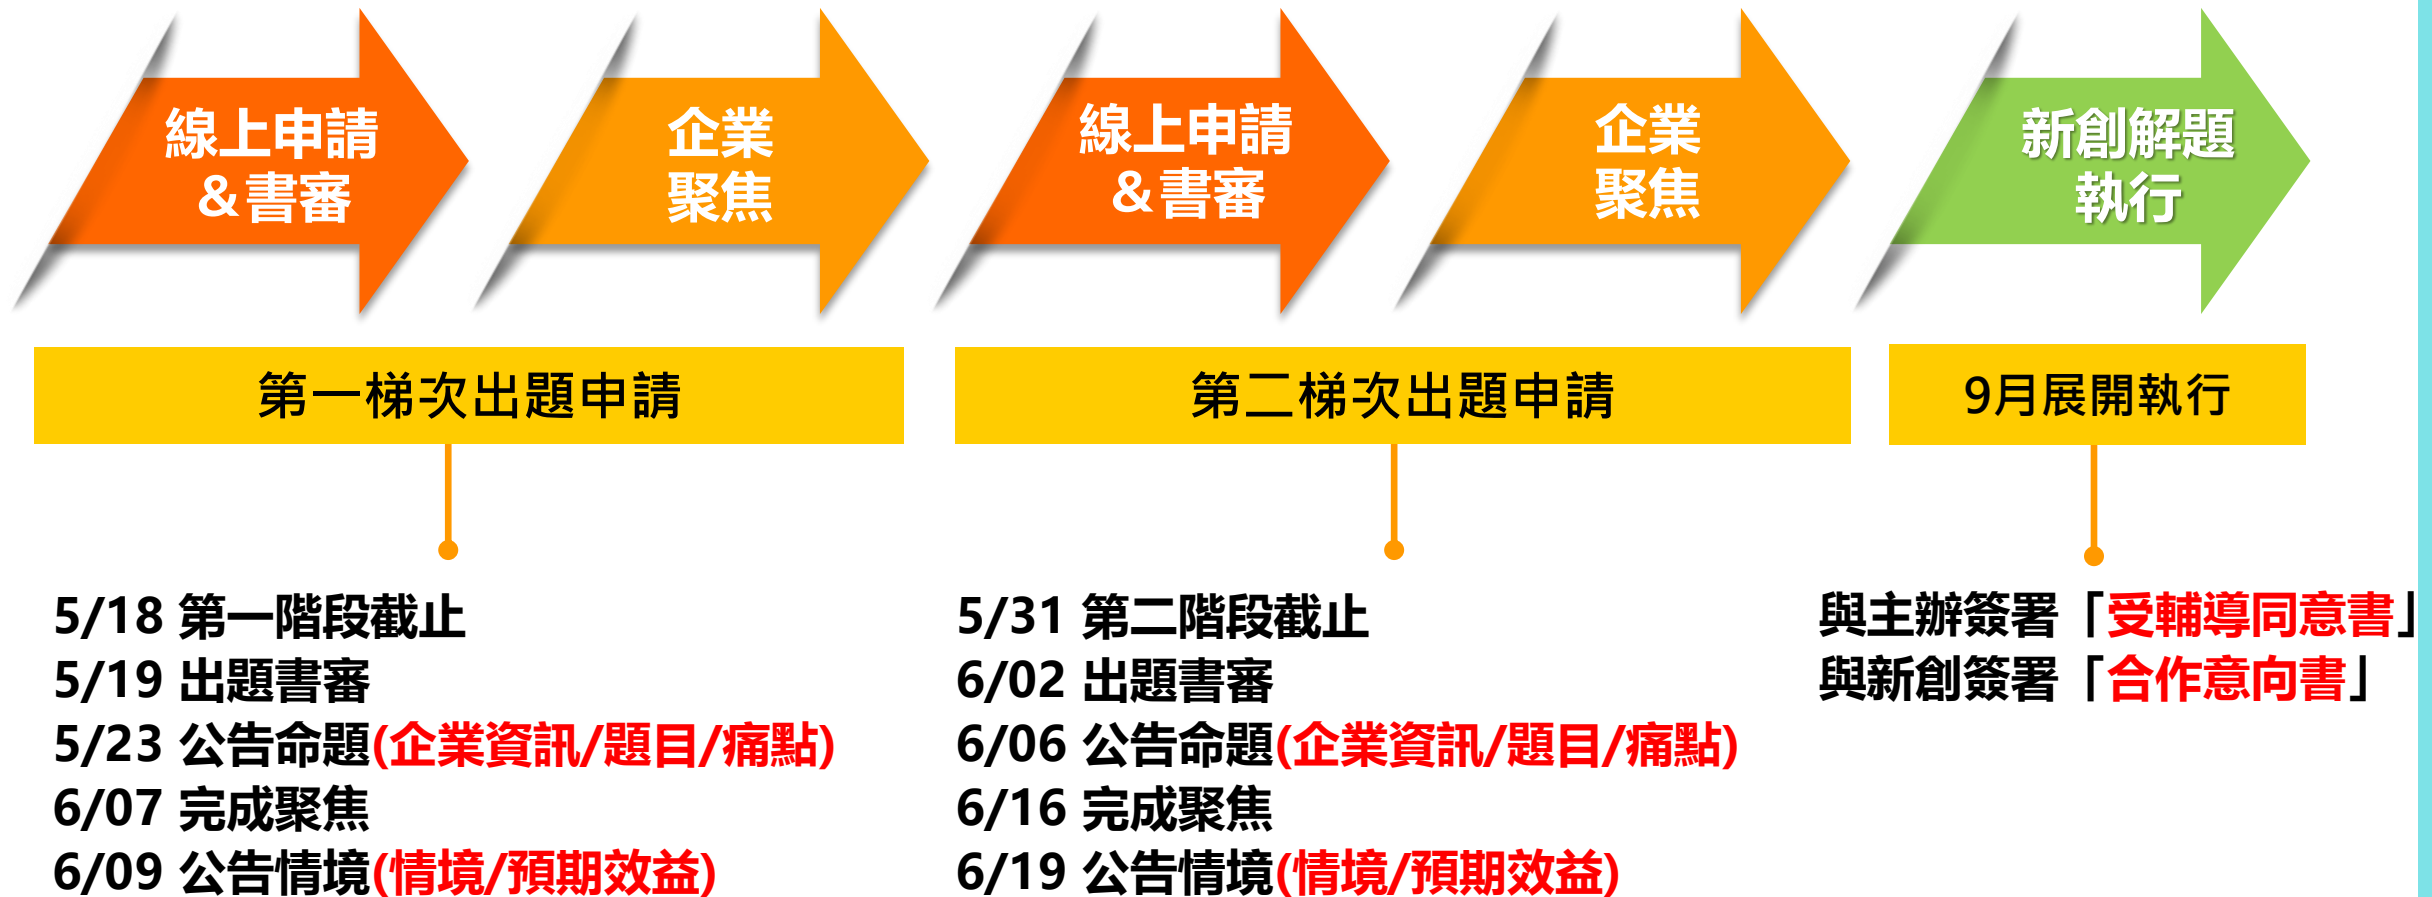 線上申請
&書審
企業
聚焦
線上申請
&書審
企業
聚焦
新創解題
執行
第一梯次出題申請
第二梯次出題申請
9月展開執行
5/18 第一階段截止
5/19 出題書審
5/23 公告命題(企業資訊/題目/痛點)
6/07 完成聚焦
6/09 公告情境(情境/預期效益)
5/31 第二階段截止
6/02 出題書審
6/06 公告命題(企業資訊/題目/痛點)
6/16 完成聚焦
6/19 公告情境(情境/預期效益)
與主辦簽署「受輔導同意書」
與新創簽署「合作意向書」